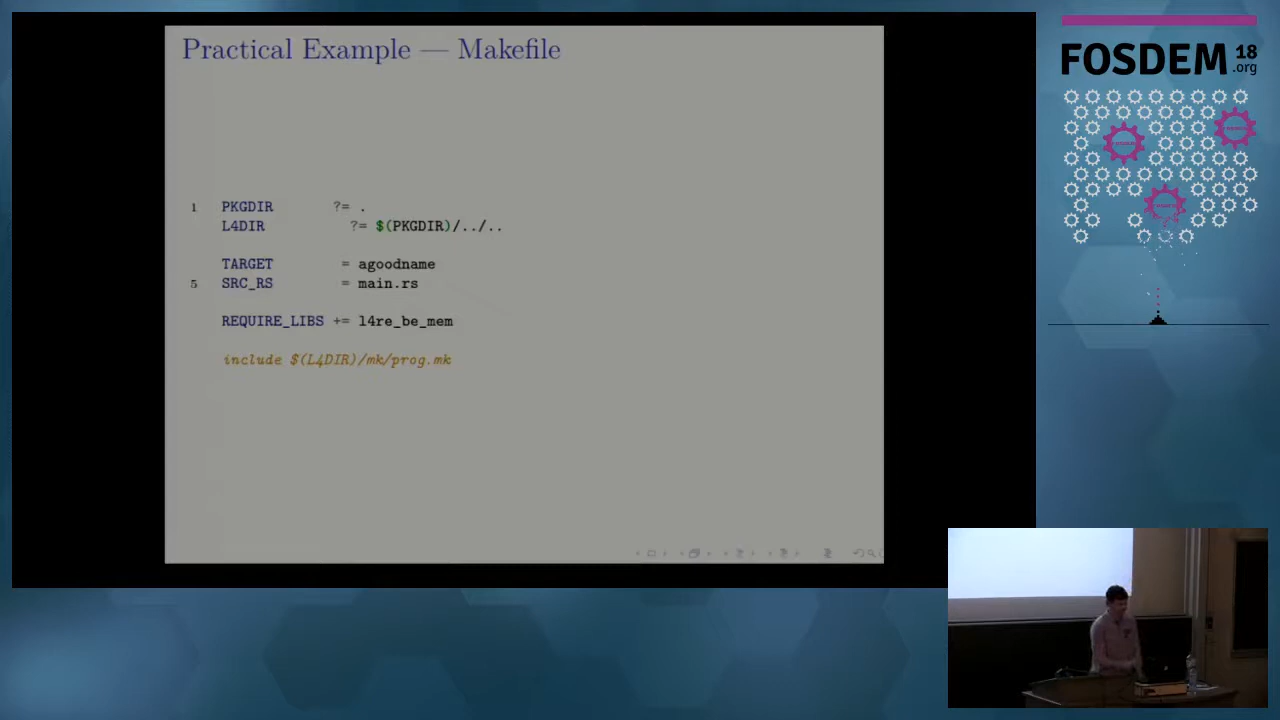 Practical Example — Makefile
1 PKGDIR ?= .
L4DIR ?= $(PKGDIR)/../..
TARGET = agoodname
5 SRC_RS = main.rs
REQUIRE_LIBS += l4re_be_mem
include $(L4DIR)/mk/prog.mk
FOSDEM 18
.org